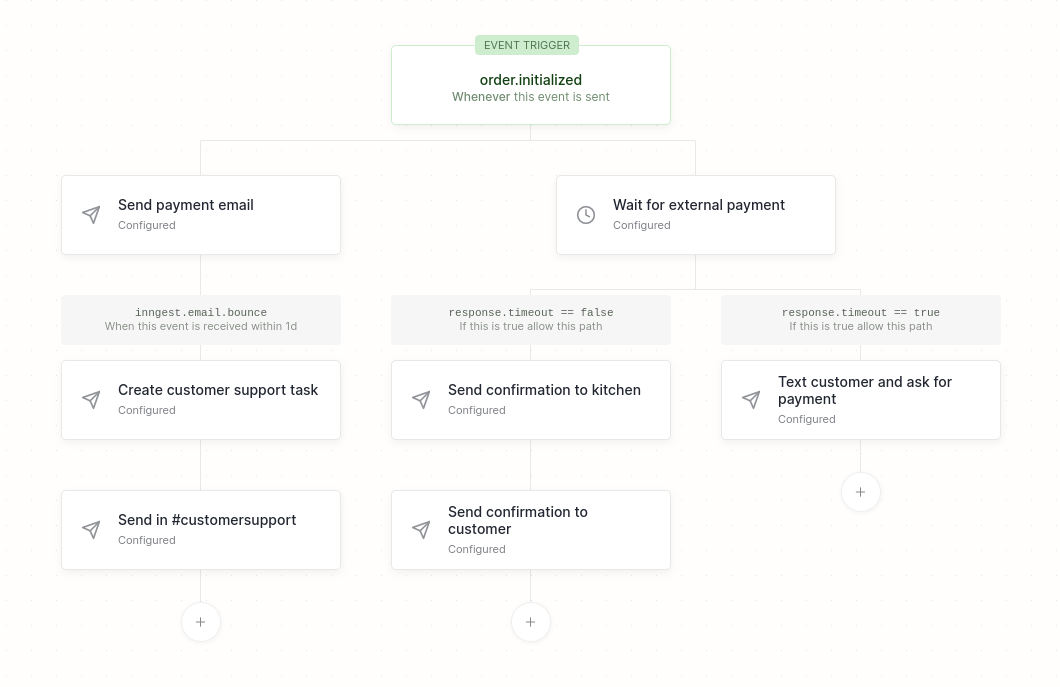 EVENT TRIGGER
order.initialized
Whenever this event is sent
Send payment email
Configured
Wait for external payment
Configured
inngest.email.bounce
When this event is received within 1d
response.timeout == false
If this is true allow this path
response.timeout == true
If this is true allow this path
Create customer support task
Configured
Send confirmation to kitchen
Configured
Text customer and ask for
payment
Configured
Send in #customersupport
Configured
Send confirmation to
customer
Configured